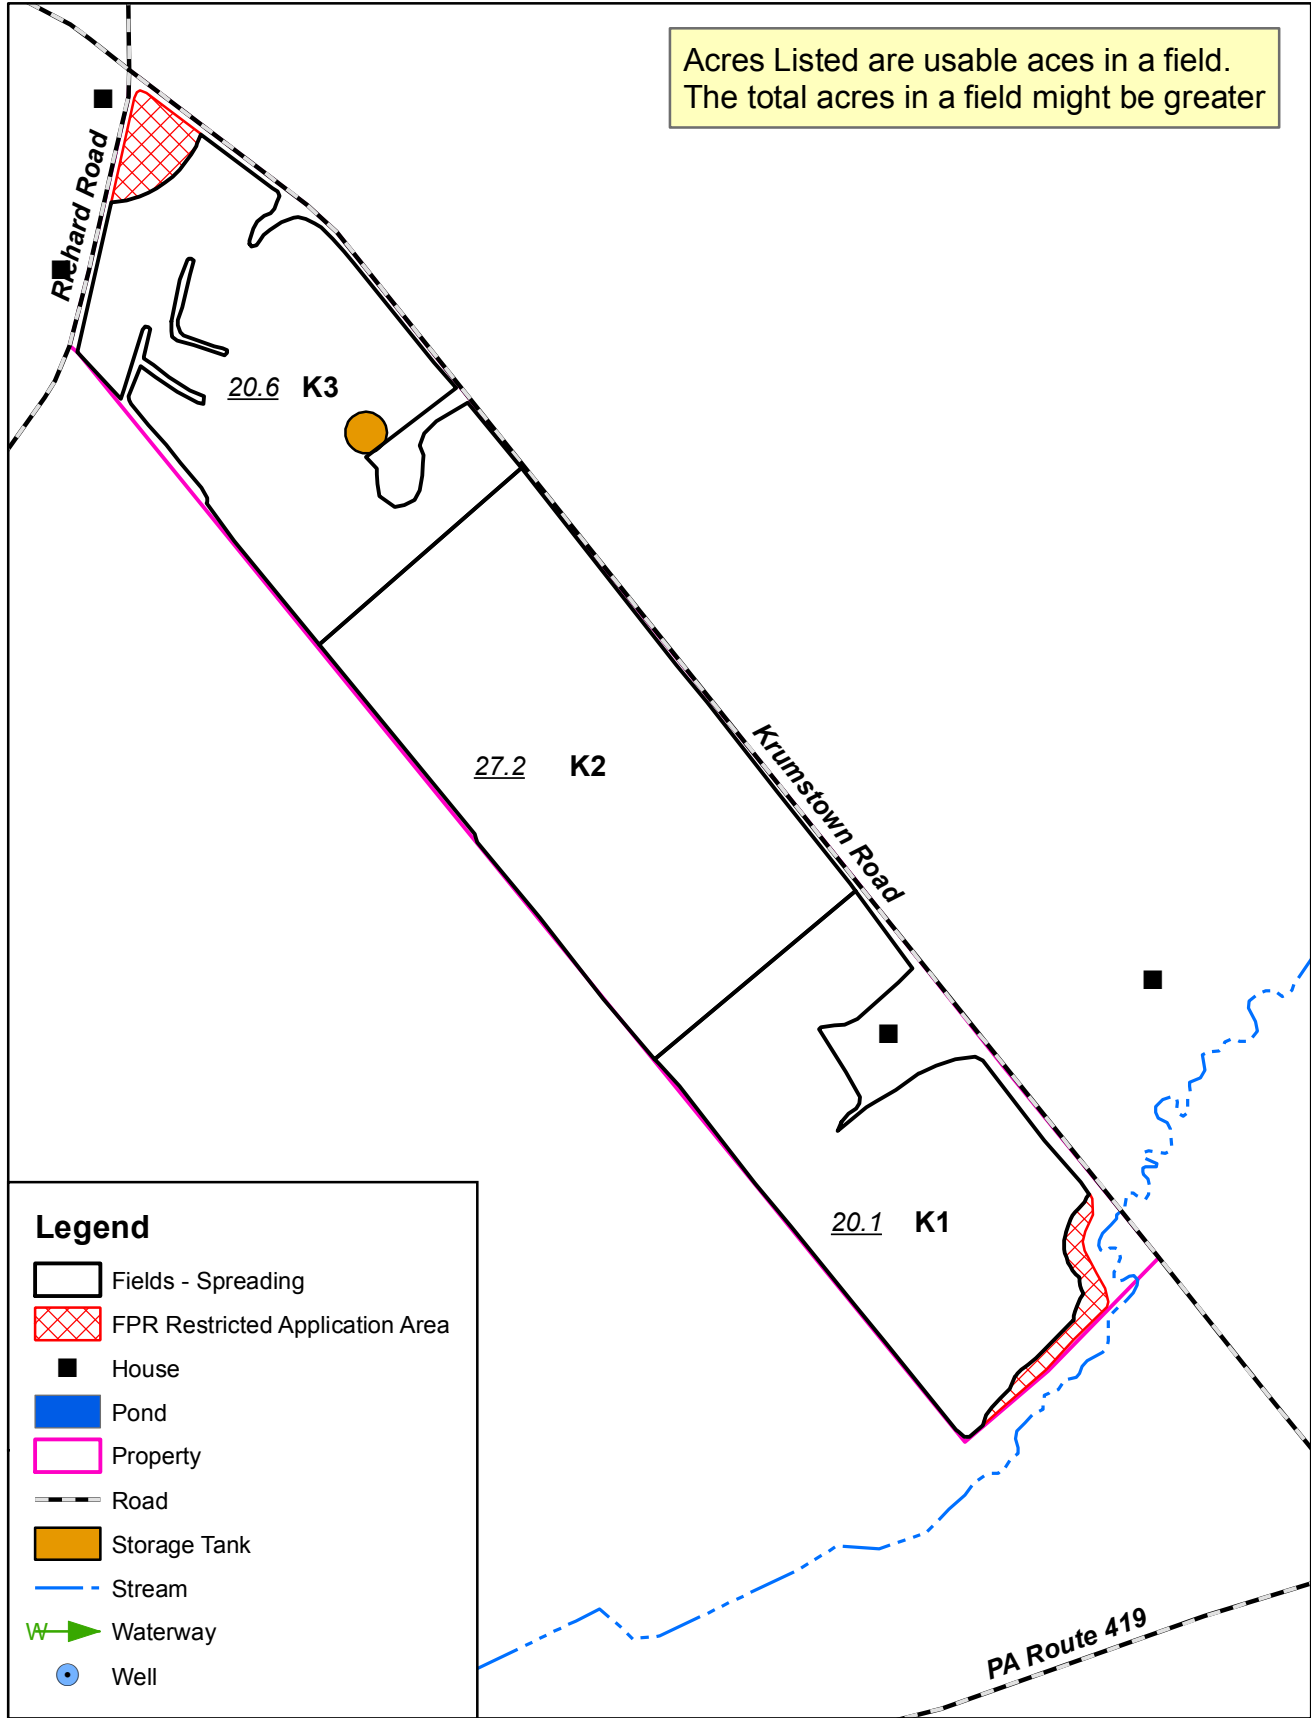 Acres Listed are usable aces in a field.
The total acres in a field might be greater
Richard Road
20.6 K3
27.2 K2
Krumstown Road
20.1 K1
Legend
Fields - Spreading
FPR Restricted Application Area
House
Pond
Property
Road
Storage Tank
Stream
W Waterway
Well
PA Route 419